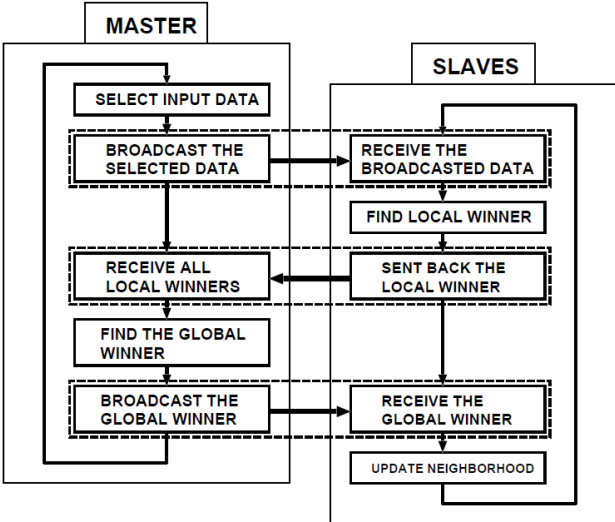 MASTER
SELECT INPUT DATA
BROADCAST THE
SELECTED DATA
RECEIVE ALL
LOCAL WINNERS
FIND THE GLOBAL
WINNER
BROADCAST THE
GLOBAL WINNER
SLAVES
RECEIVE THE
BROADCASTED DATA
FIND LOCAL WINNER
SENT BACK THE
LOCAL WINNER
RECEIVE THE
GLOBAL WINNER
UPDATE NEIGHBORHOOD